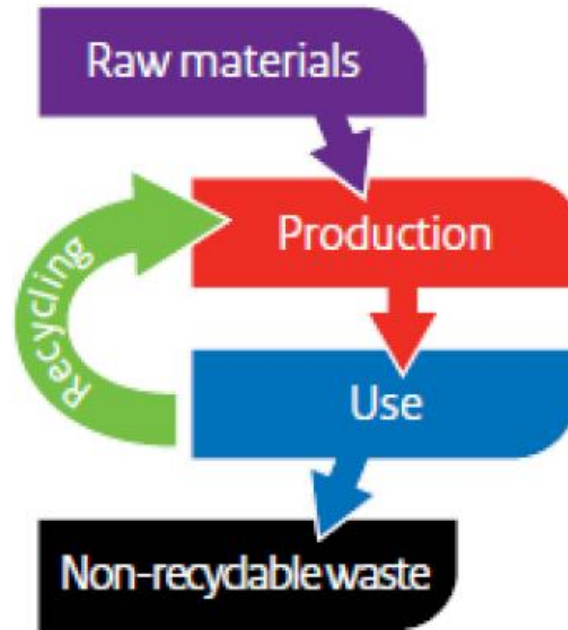 Raw materials
Production
Recycling
Use
Non-recyclable waste